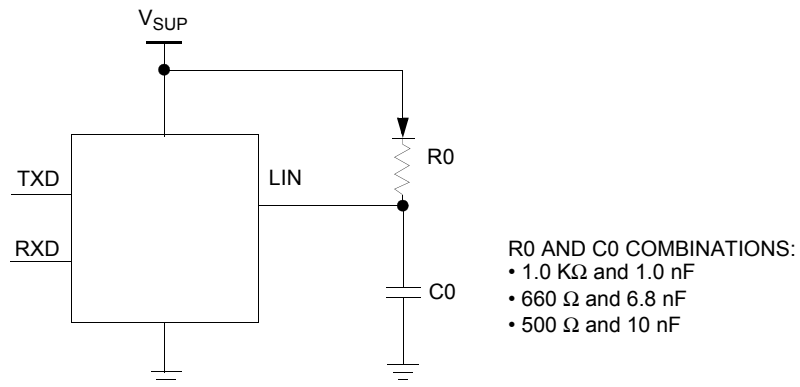 VSUP
TXD
LIN
R0
RXD
C0
R0 AND C0 COMBINATIONS:
• 1.0 KΩ and 1.0 nF
• 660 Ω and 6.8 nF
• 500 Ω and 10 nF